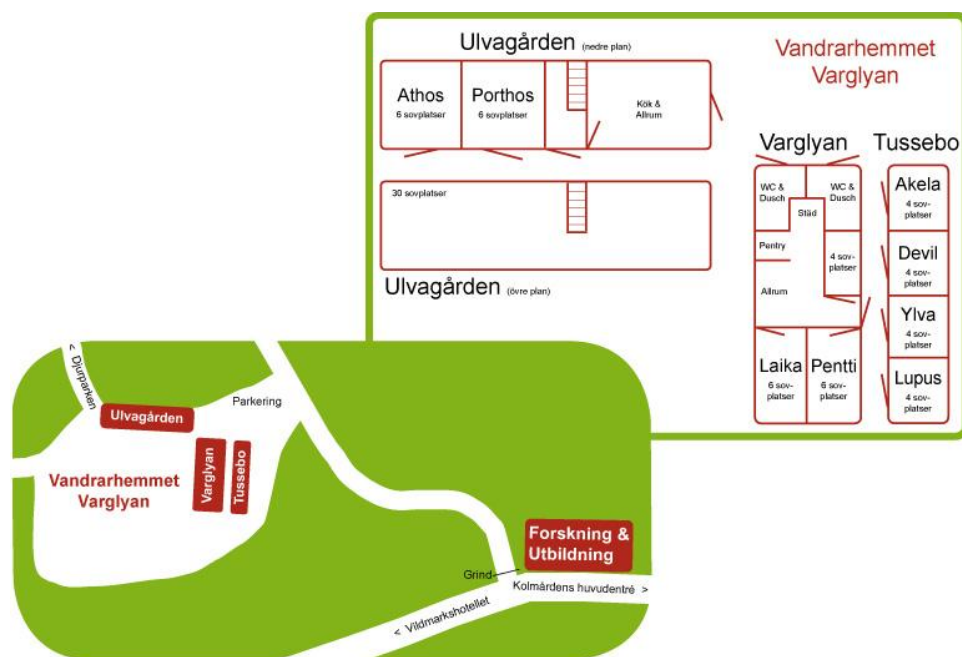 Ulvagården (nedre plan)
Vandrarhemmet
Varglyan
Athos
6 sovplatser
Porthos
6 sovplatser
Kök &
Allrum
30 sovplatser
Ulvagården (övre plan)
Varglyan
WC &
Dusch
WC &
Dusch
Städ
Pentry
4 sov-
platser
Allrum
Laika
6 sov-
platser
Pentti
6 sov-
platser
Tussebo
Akela
4 sov-
platser
Devil
4 sov-
platser
Ylva
4 sov-
platser
Lupus
4 sov-
platser
< Djurparken
Ulvagården
Parkering
Vandrarhemmet
Varglyan
Varglyan
Tussebo
Forskning &
Utbildning
Grind
Kolmårdens huvudentré >
< Vildmarkshotellet